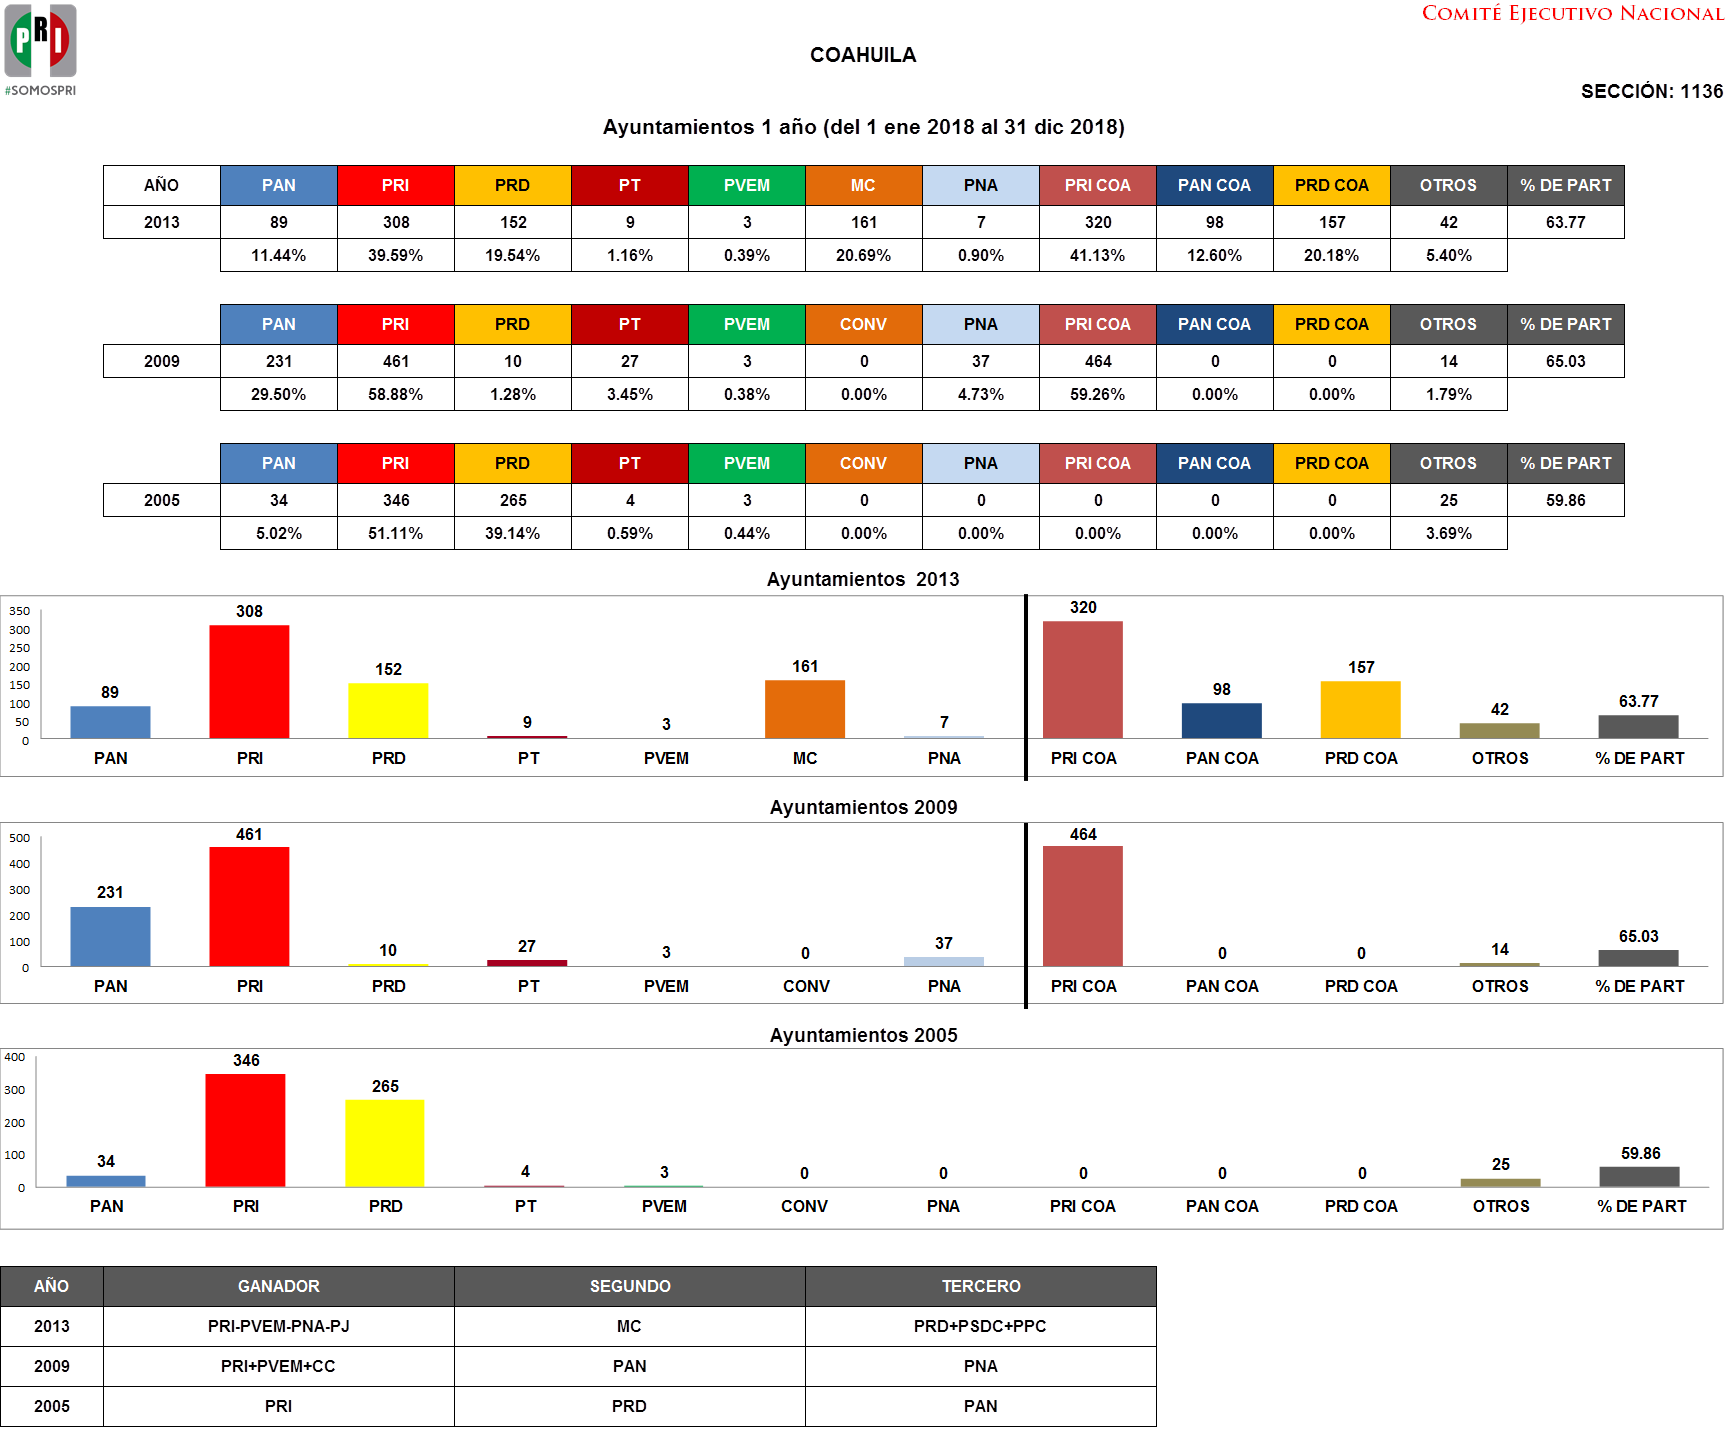 PRI
#SOMOSPRI
COMITÉ EJECUTIVO NACIONAL
COAHUILA
SECCIÓN: 1136
Ayuntamientos 1 año (del 1 ene 2018 al 31 dic 2018)
AÑO PAN PRI PRD PT PVEM MC PNA PRI COA PAN COA PRD COA OTROS % DE PART
2013 89 308 152 9 3 161 7 320 98 157 42 63.77
11.44% 39.59% 19.54% 1.16% 0.39% 20.69% 0.90% 41.13% 12.60% 20.18% 5.40%
PAN PRI PRD PT PVEM CONV PNA PRI COA PAN COA PRD COA OTROS % DE PART
2009 231 461 10 27 3 0 37 464 0 0 14 65.03
29.50% 58.88% 1.28% 3.45% 0.38% 0.00% 4.73% 59.26% 0.00% 0.00% 1.79%
PAN PRI PRD PT PVEM CONV PNA PRI COA PAN COA PRD COA OTROS % DE PART
2005 34 346 265 4 3 0 0 0 0 0 25 59.86
5.02% 51.11% 39.14% 0.59% 0.44% 0.00% 0.00% 0.00% 0.00% 0.00% 3.69%
Ayuntamientos 2013
350
300
250
200
150
100
50
0
89 308 152 9 3 161 7 320 98 157 42 63.77
PAN PRI PRD PT PVEM MC PNA PRI COA PAN COA PRD COA OTROS % DE PART
Ayuntamientos 2009
500
400
300
200
100
0
231 461 10 27 3 0 37 464 0 0 14 65.03
PAN PRI PRD PT PVEM CONV PNA PRI COA PAN COA PRD COA OTROS % DE PART
Ayuntamientos 2005
400
300
200
100
0
34 346 265 4 3 0 0 0 0 0 25 59.86
PAN PRI PRD PT PVEM CONV PNA PRI COA PAN COA PRD COA OTROS % DE PART
AÑO GANADOR SEGUNDO TERCERO
2013 PRI-PVEM-PNA-PJ MC PRD+PSDC+PPC
2009 PRI+PVEM+CC PAN PNA
2005 PRI PRD PAN